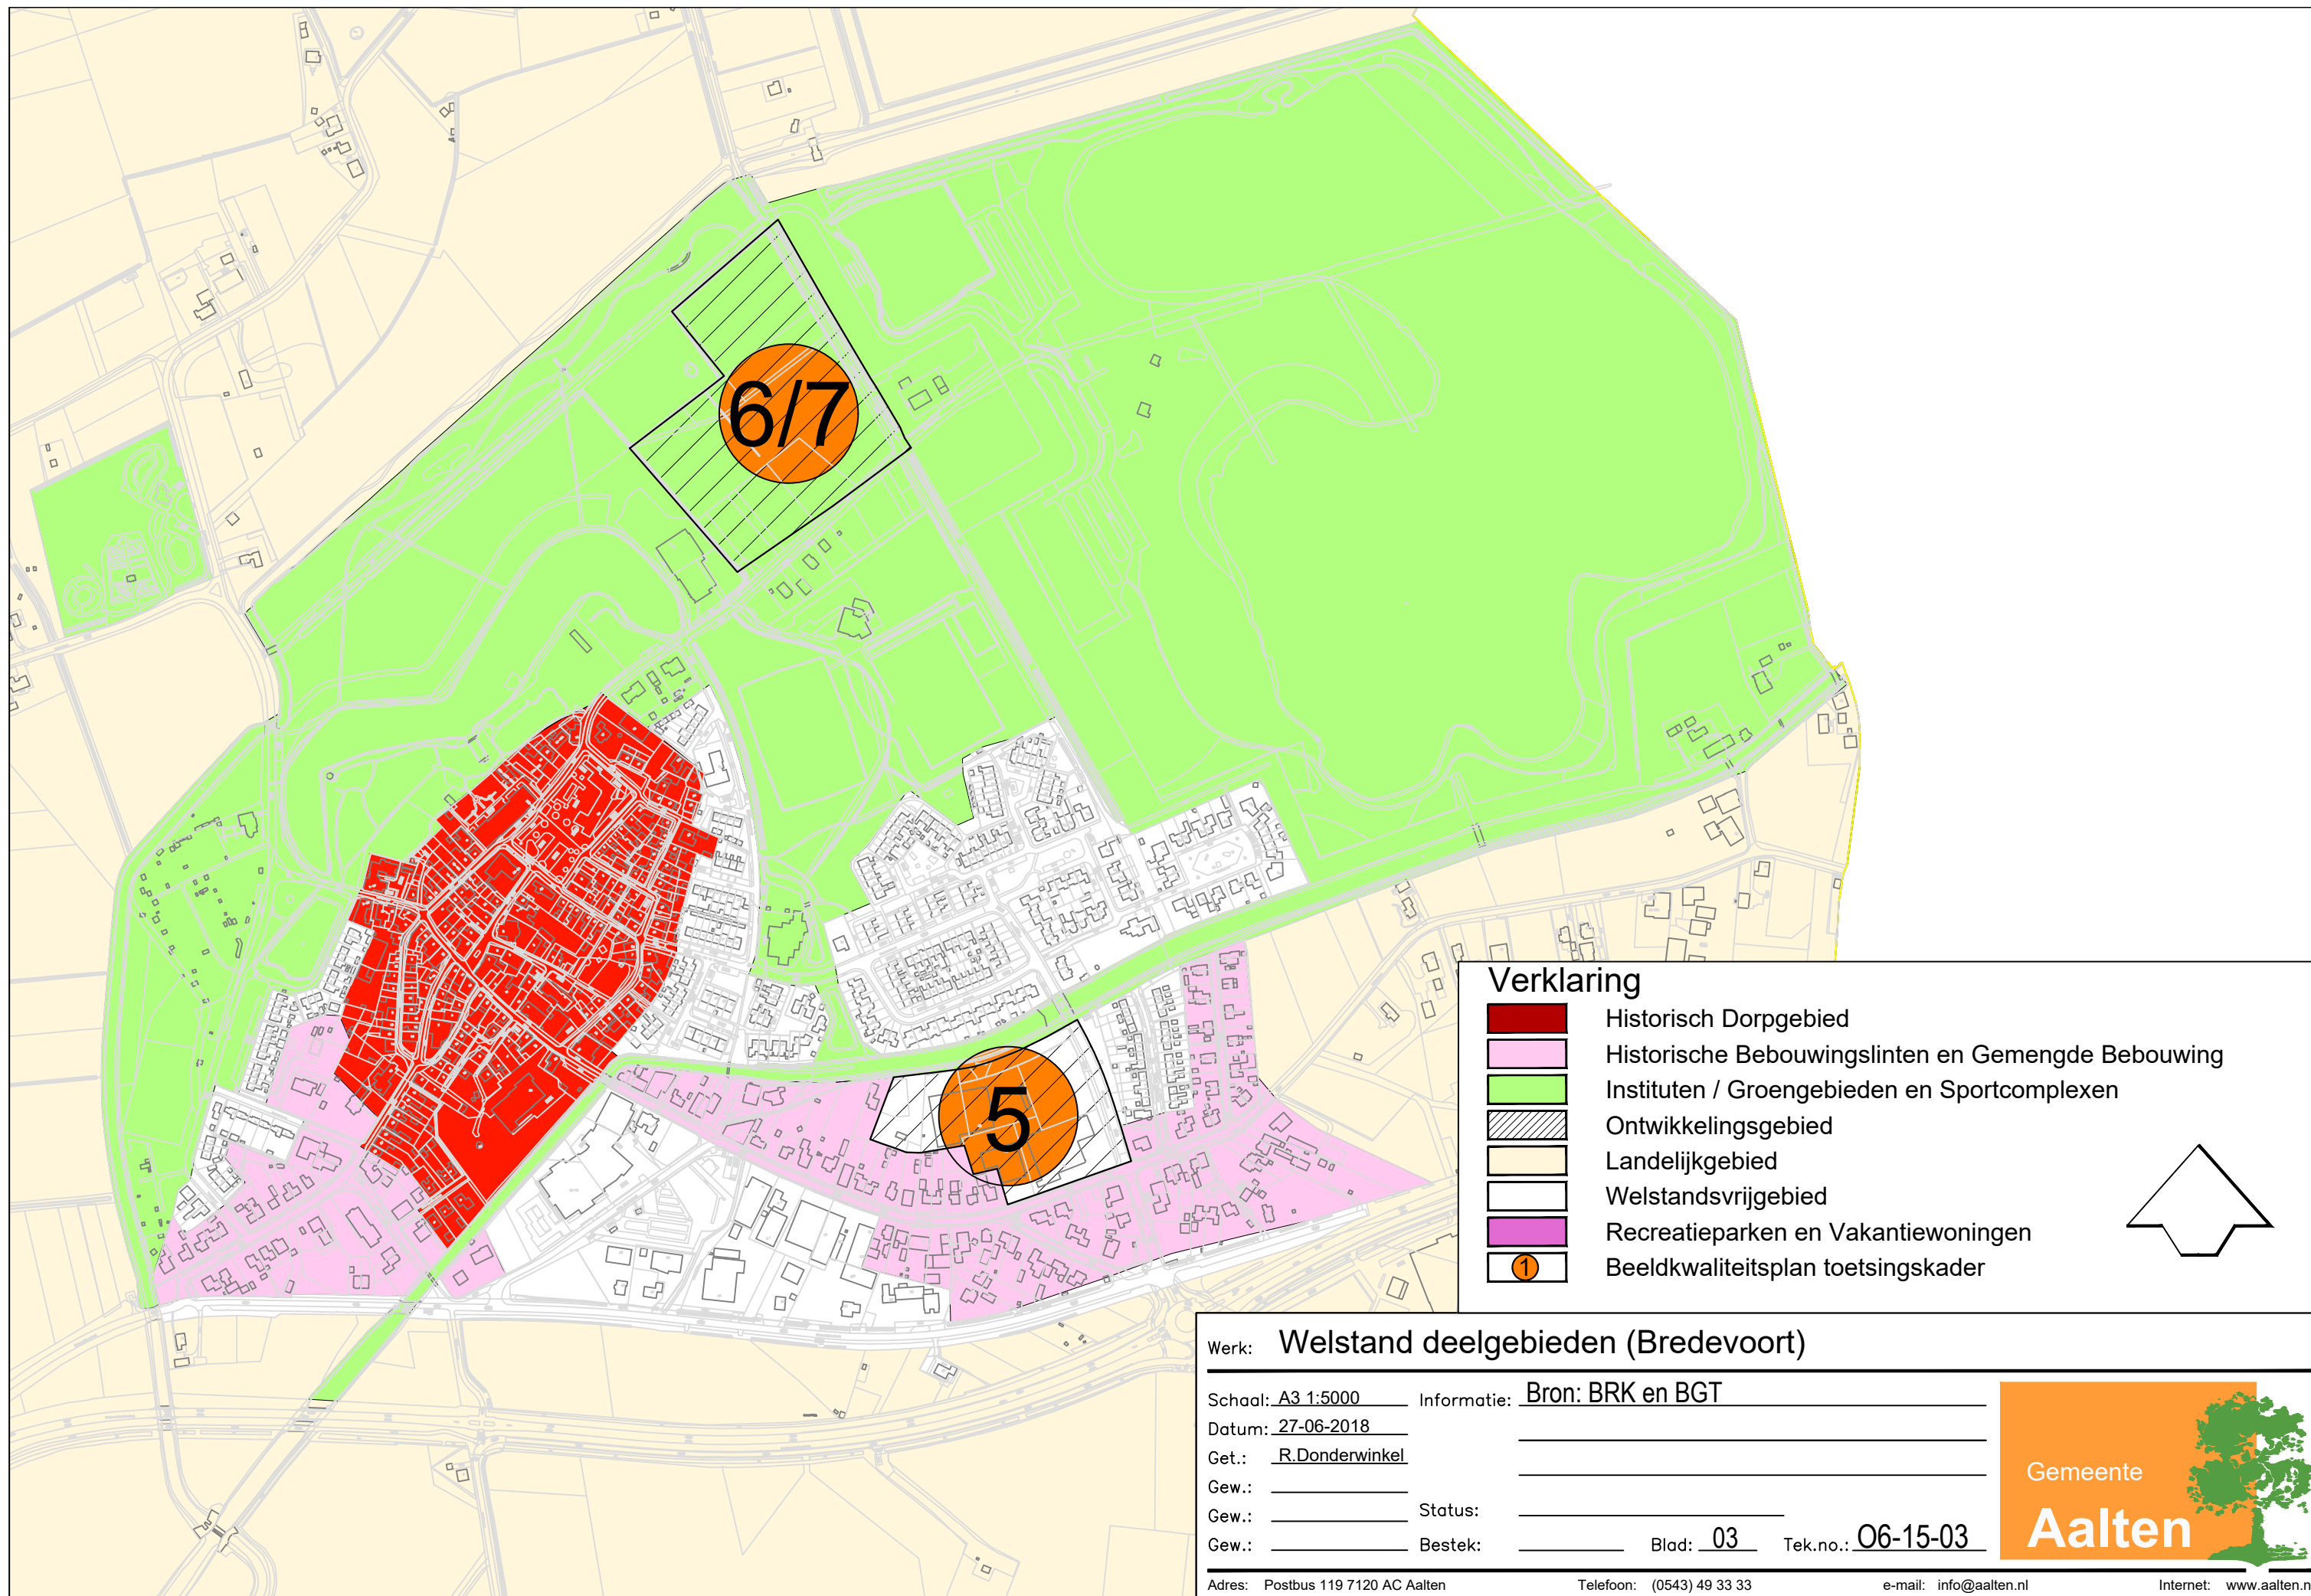 6/7
5
Verklaring
Historisch Dorpgebied
Historische Bebouwingslinten en Gemengde Bebouwing
Instituten / Groengebieden en Sportcomplexen
Ontwikkelingsgebied
Landelijkgebied
Welstandsvrijgebied
Recreatieparken en Vakantiewoningen
1 Beeldkwaliteitsplan toetsingskader
Werk: Welstand deelgebieden (Bredevoort)
Schaal: A3 1:5000 Informatie: Bron: BRK en BGT
Datum: 27-06-2018
Get.: R.Donderwinkel
Gew.:
Gew.: Status:
Gew.: Bestek: Blad: 03 Tek.no.: O6-15-03
Gemeente
Aalten
Adres: Postbus 119 7120 AC Aalten Telefoon: (0543) 49 33 33 e-mail: info@aalten.nl Internet: www.aalten.n